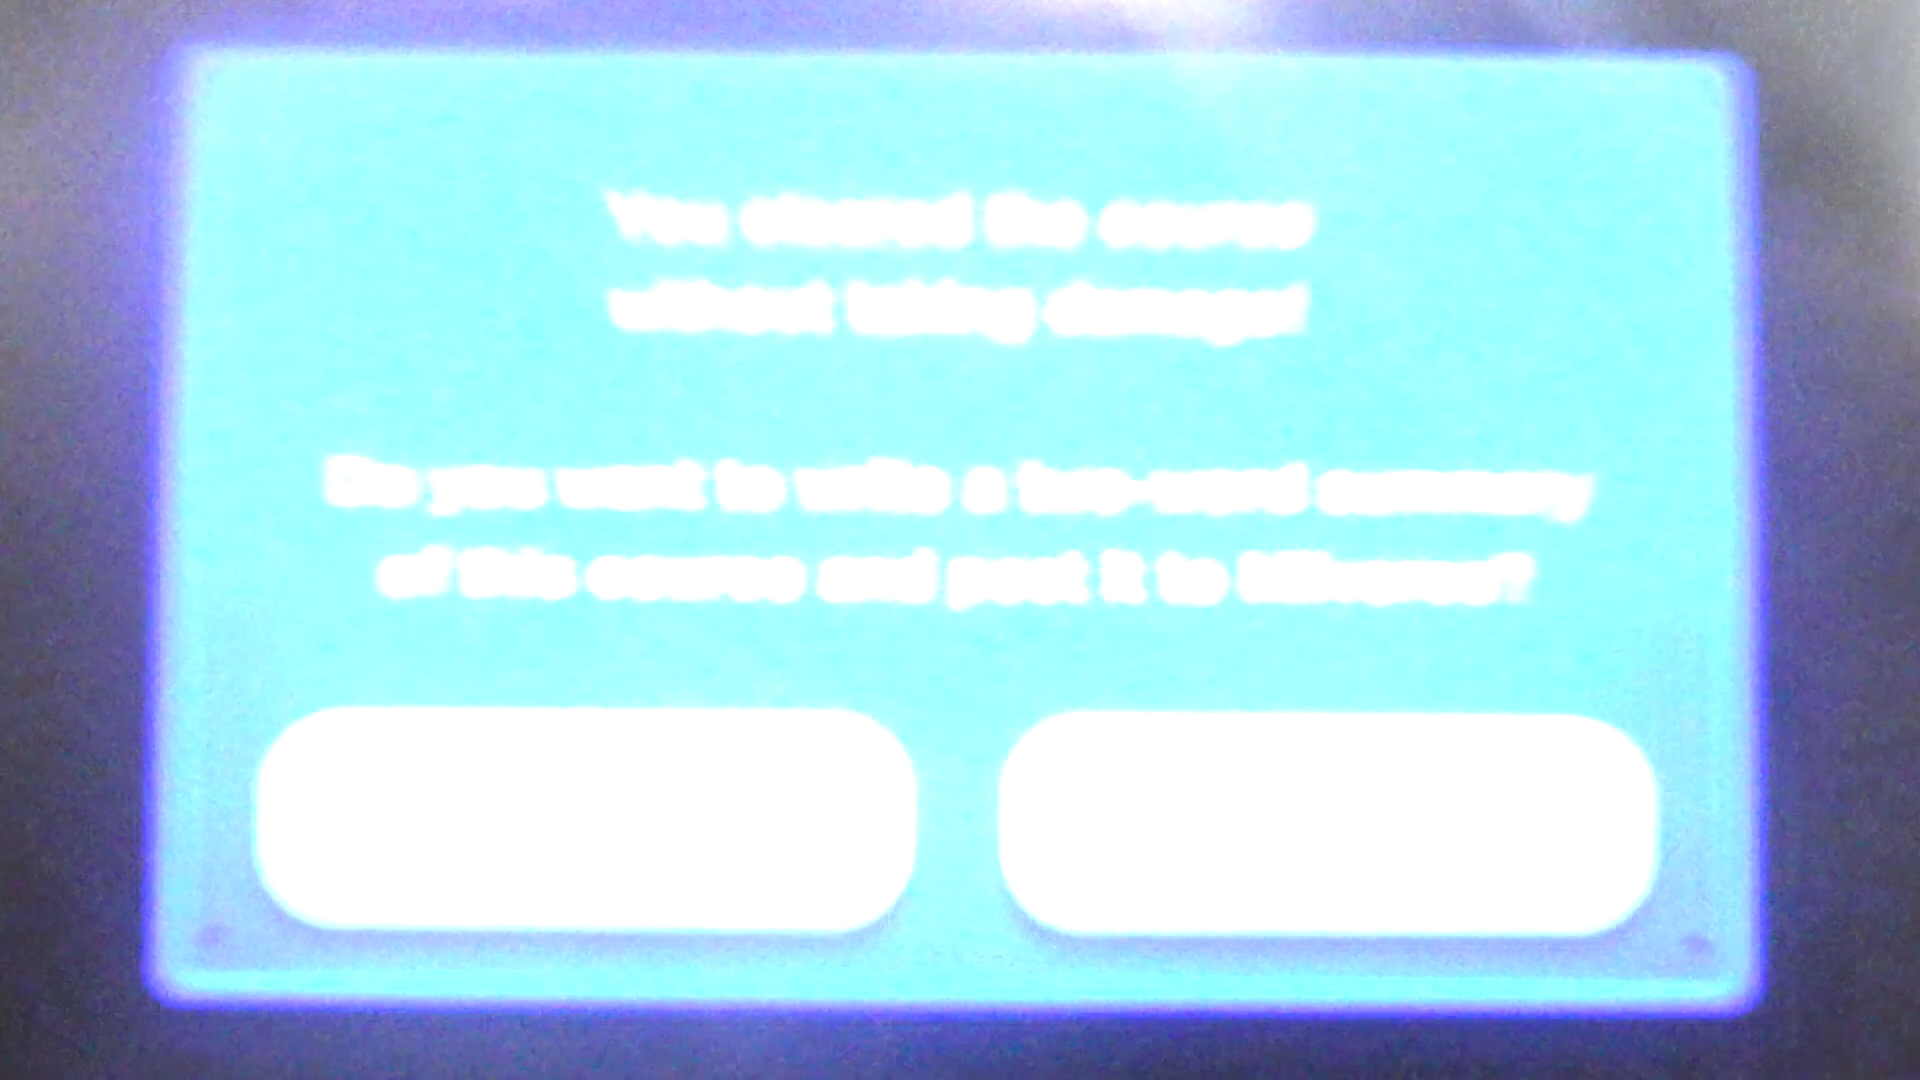 You cleared the course
without taking damage!
Do you want to write a two-word summary
of this course and post it to Miiverse?